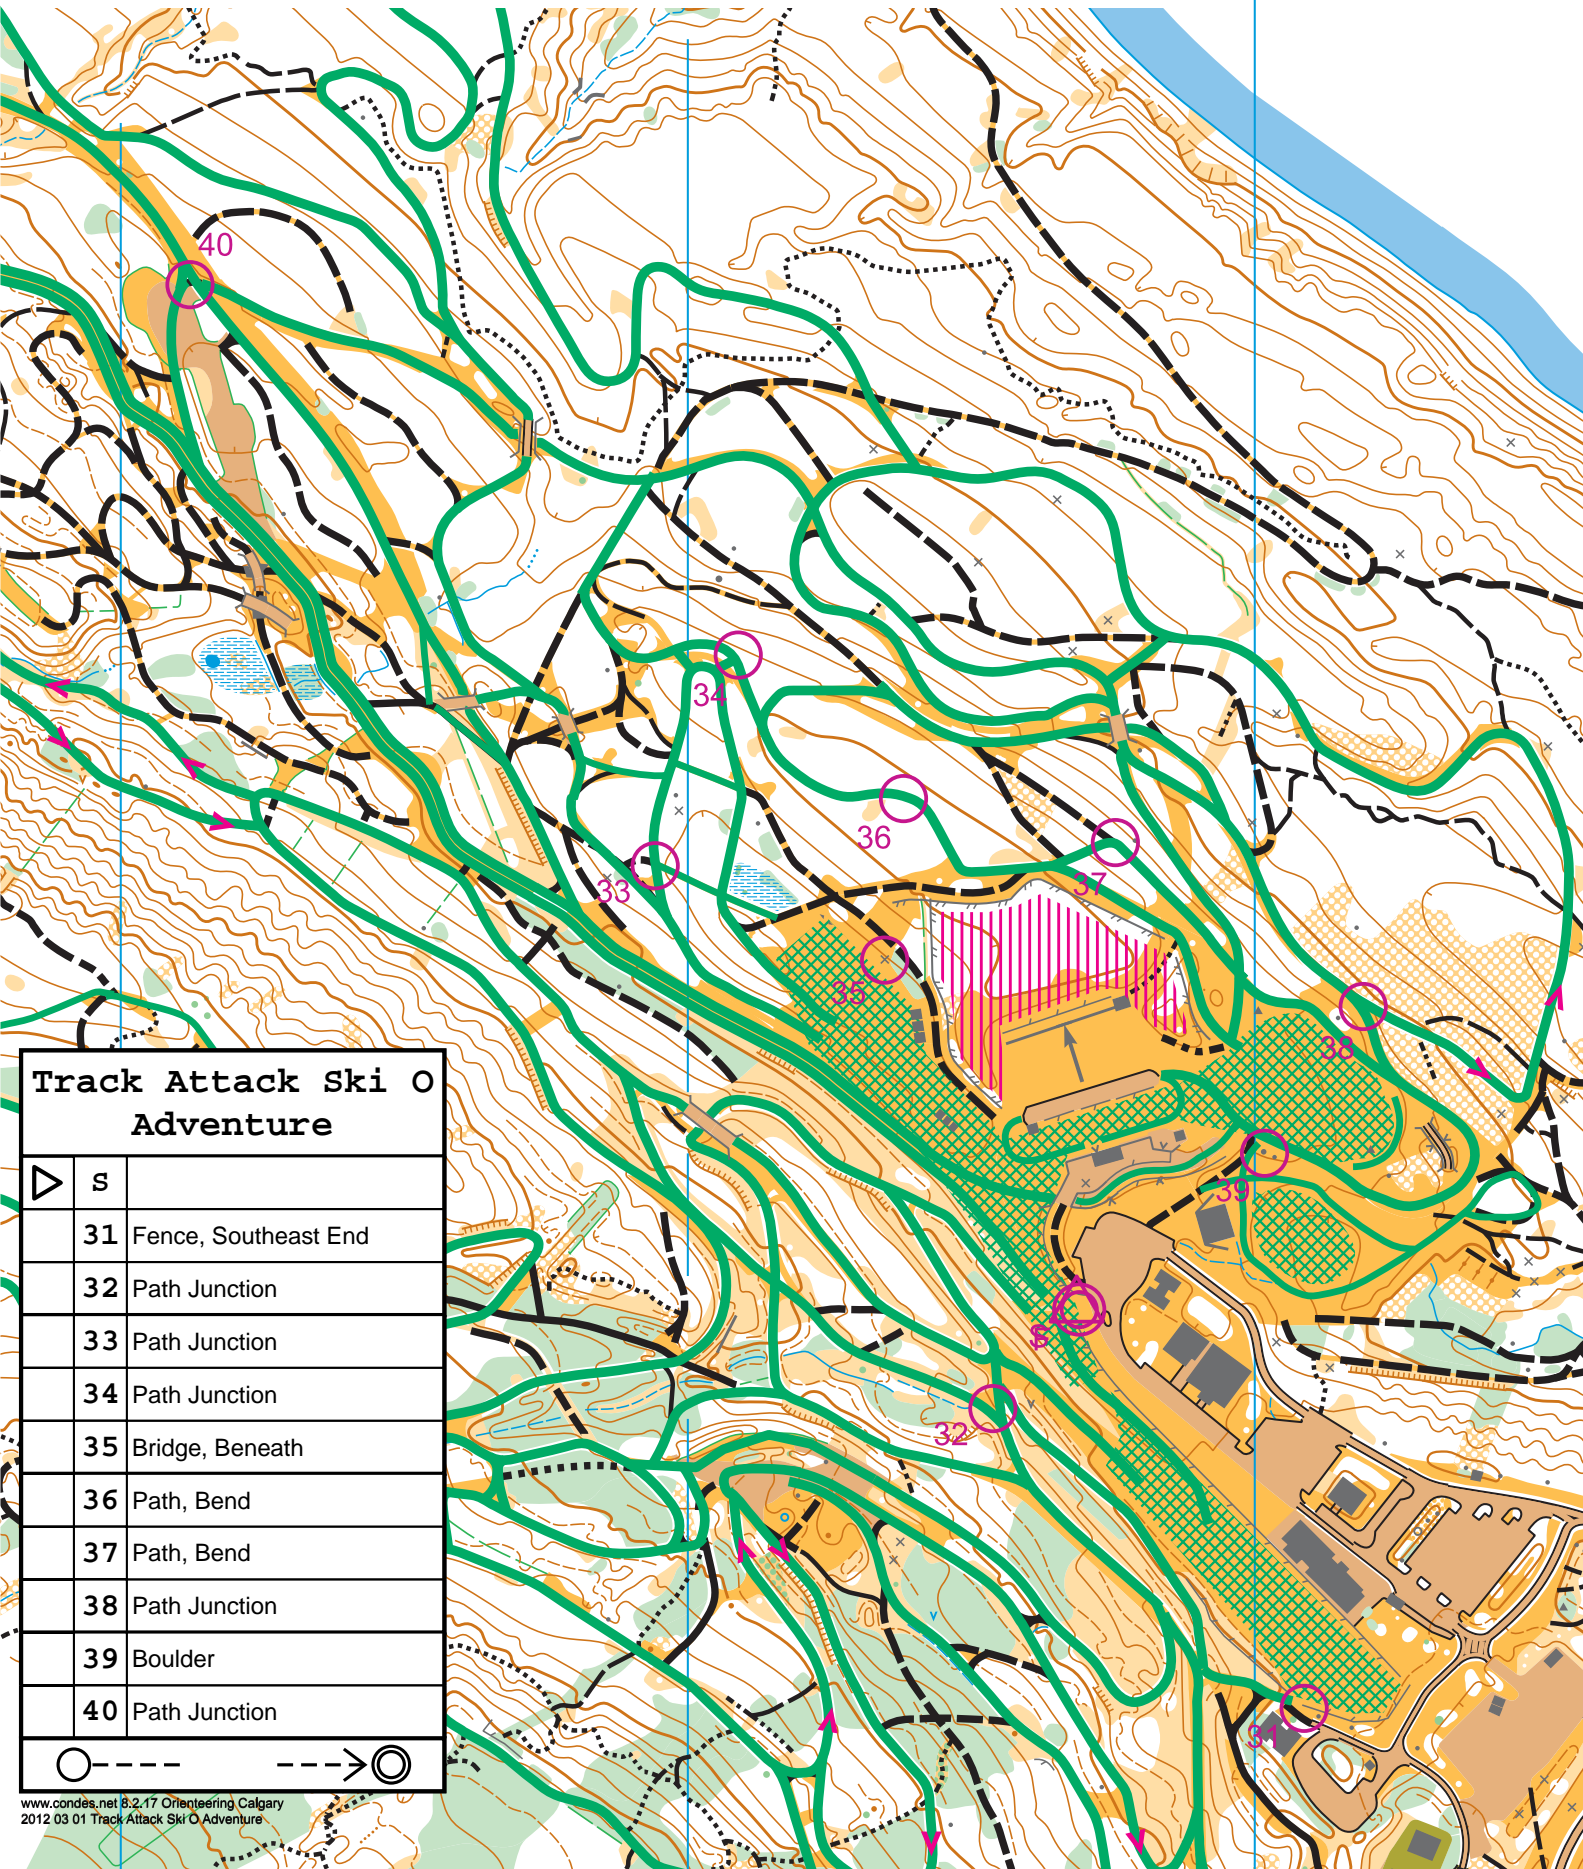 40
34
36
37
33
35
38
Track Attack Ski O
Adventure
S
31 Fence, Southeast End
32 Path Junction
33 Path Junction
34 Path Junction
35 Bridge, Beneath
36 Path, Bend
37 Path, Bend
38 Path Junction
39 Boulder
40 Path Junction
39
S
32
31
www.condes.net 8.2.17 Orienteering Calgary
2012 03 01 Track Attack Ski O Adventure